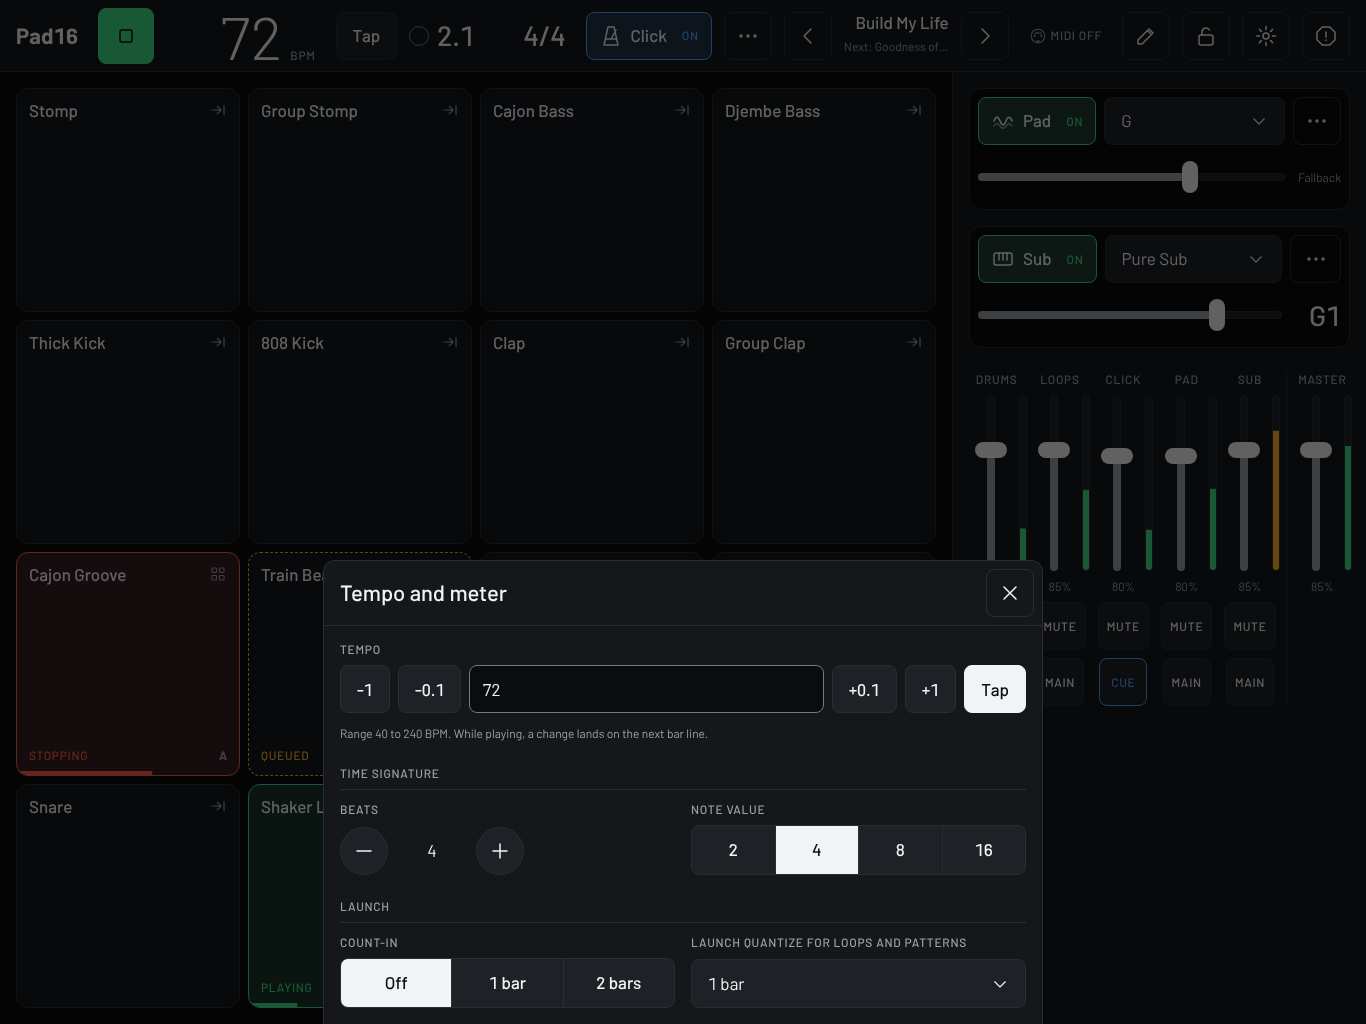 Pad16
72 BPM
Tap
2.1
4/4
Click ON
Build My Life
Next: Goodness of...
MIDI OFF
Stomp
Group Stomp
Cajon Bass
Djembe Bass
Pad ON
G
Fallback
Sub ON
Pure Sub
G1
Thick Kick
808 Kick
Clap
Group Clap
DRUMS LOOPS CLICK PAD SUB MASTER
85% 80% 80% 85% 85%
MUTE MUTE MUTE MUTE
MAIN CUE MAIN MAIN
Cajon Groove
STOPPING A
Train Be
QUEUED
Snare
Shaker L
PLAYING
Tempo and meter
TEMPO
-1 -0.1 72 +0.1 +1 Tap
Range 40 to 240 BPM. While playing, a change lands on the next bar line.
TIME SIGNATURE
BEATS
4
NOTE VALUE
2 4 8 16
LAUNCH
COUNT-IN
Off 1 bar 2 bars
LAUNCH QUANTIZE FOR LOOPS AND PATTERNS
1 bar